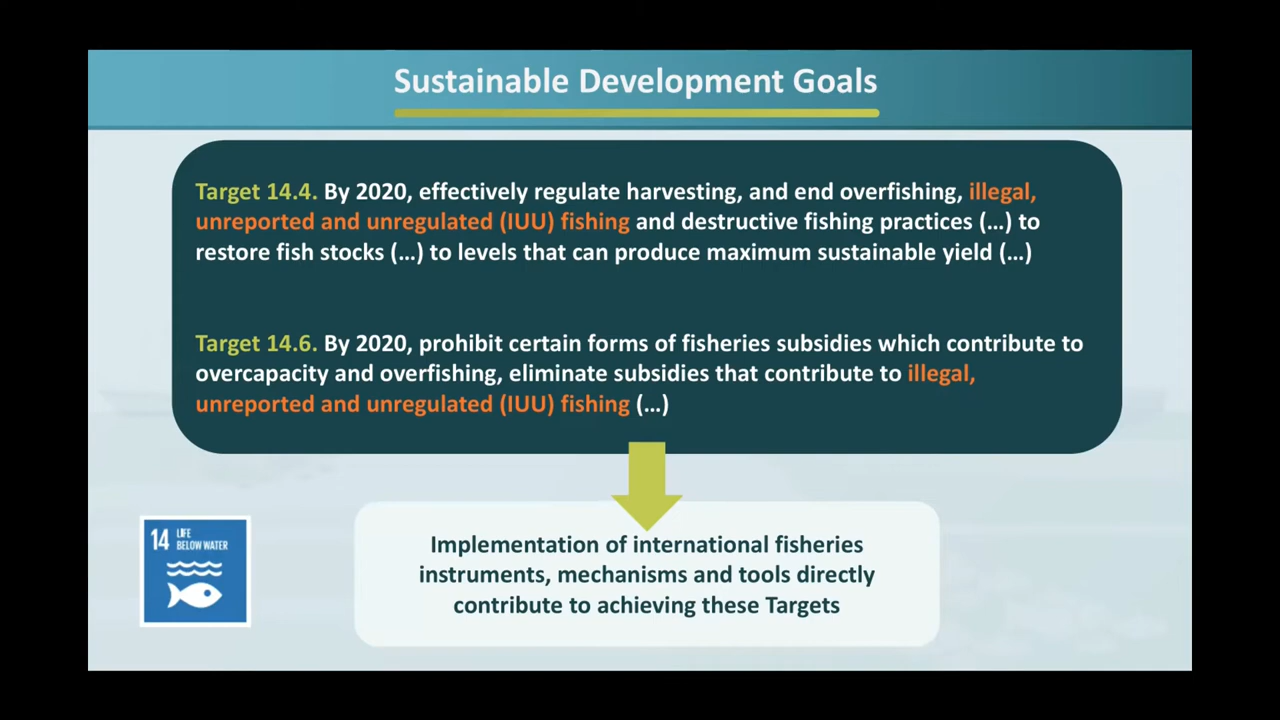 Sustainable Development Goals
Target 14.4. By 2020, effectively regulate harvesting, and end overfishing, illegal,
unreported and unregulated (IUU) fishing and destructive fishing practices (...) to
restore fish stocks (...) to levels that can produce maximum sustainable yield (...)
Target 14.6. By 2020, prohibit certain forms of fisheries subsidies which contribute to
overcapacity and overfishing, eliminate subsidies that contribute to illegal,
unreported and unregulated (IUU) fishing (...)
14 LIFE
BELOW WATER
Implementation of international fisheries
instruments, mechanisms and tools directly
contribute to achieving these Targets